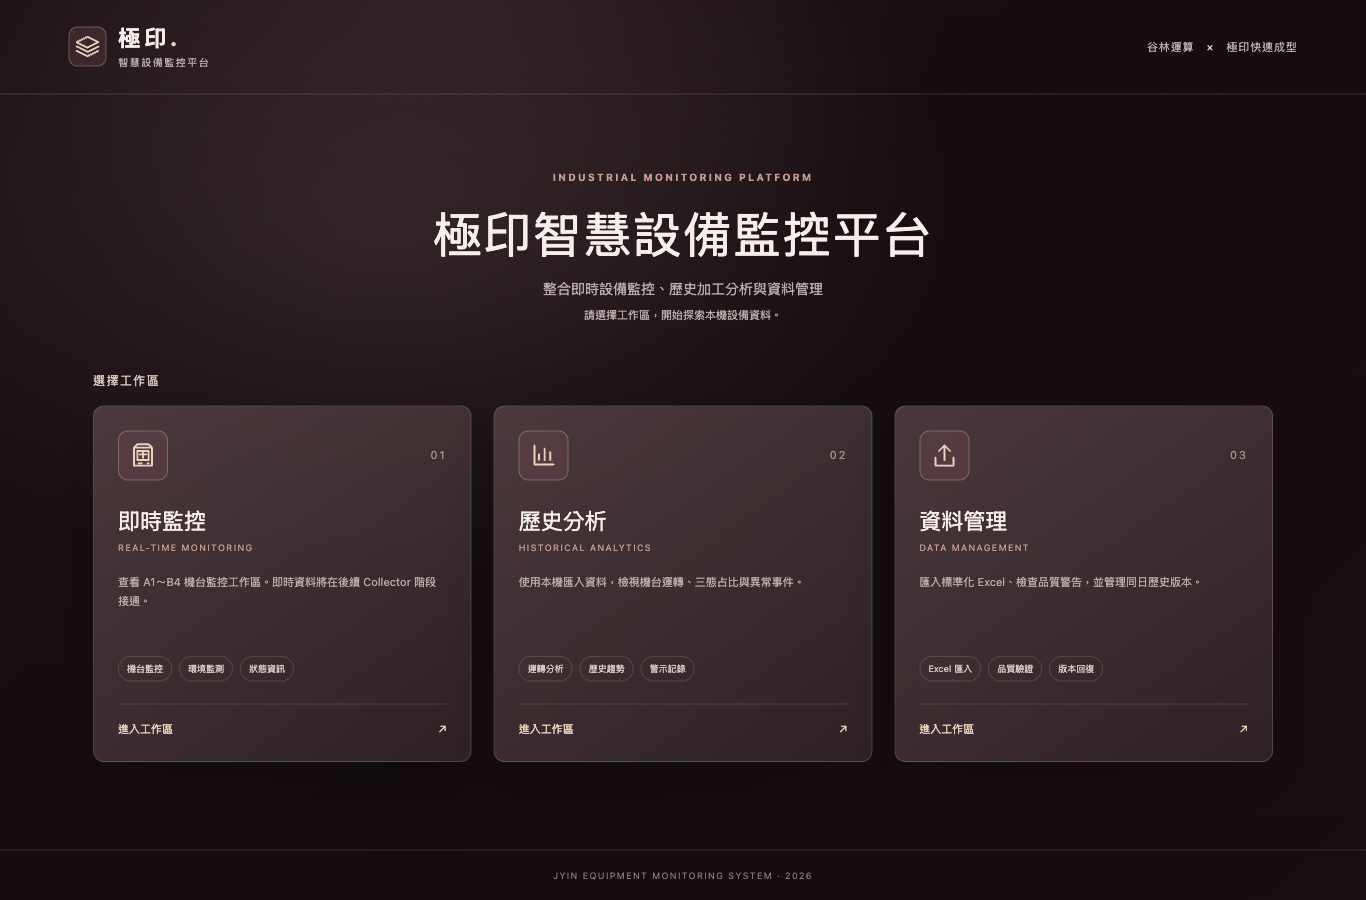 極印.
智慧設備監控平台
谷林運算 × 極印快速成型
INDUSTRIAL MONITORING PLATFORM
極印智慧設備監控平台
整合即時設備監控、歷史加工分析與資料管理
請選擇工作區，開始探索本機設備資料。
選擇工作區
01
即時監控
REAL-TIME MONITORING
查看 A1～B4 機台監控工作區。即時資料將在後續 Collector 階段
接通。
機台監控 環境監測 狀態資訊
進入工作區 ↗
02
歷史分析
HISTORICAL ANALYTICS
使用本機匯入資料，檢視機台運轉、三態占比與異常事件。
運轉分析 歷史趨勢 警示記錄
進入工作區 ↗
03
資料管理
DATA MANAGEMENT
匯入標準化 Excel、檢查品質警告，並管理同日歷史版本。
Excel 匯入 品質驗證 版本回復
進入工作區 ↗
JYIN EQUIPMENT MONITORING SYSTEM · 2026